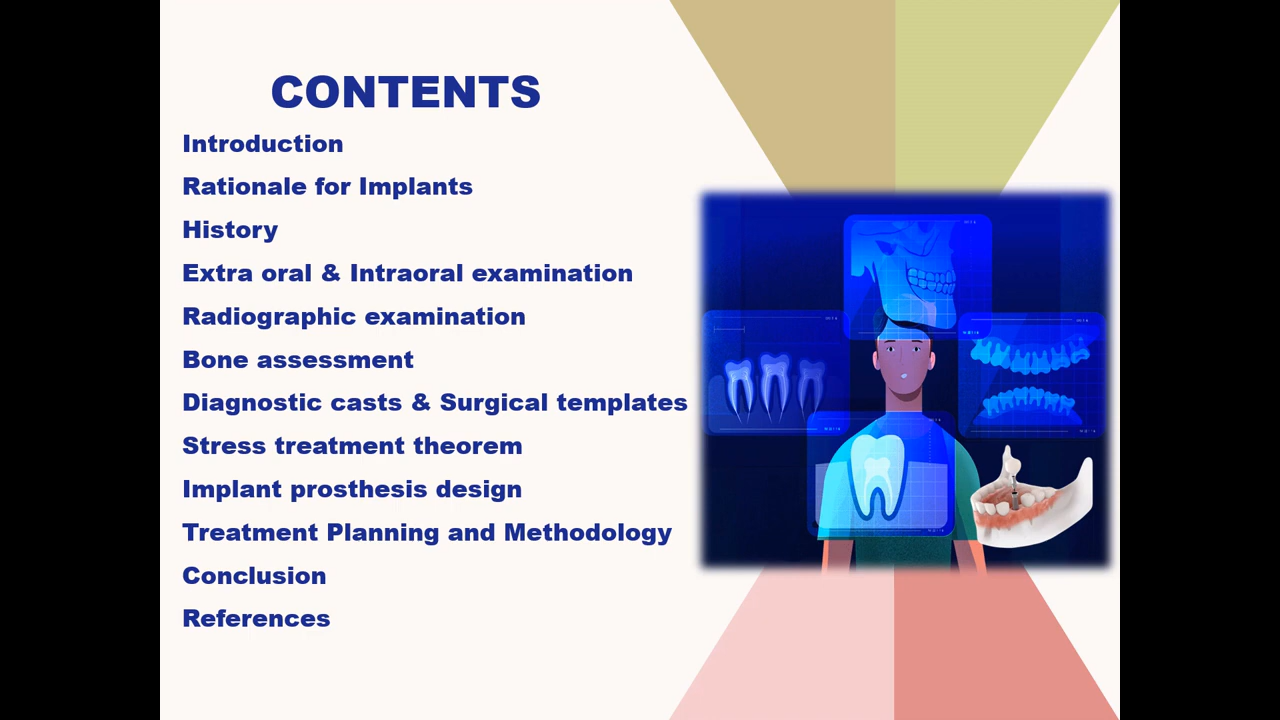 CONTENTS
Introduction
Rationale for Implants
History
Extra oral & Intraoral examination
Radiographic examination
Bone assessment
Diagnostic casts & Surgical templates
Stress treatment theorem
Implant prosthesis design
Treatment Planning and Methodology
Conclusion
References